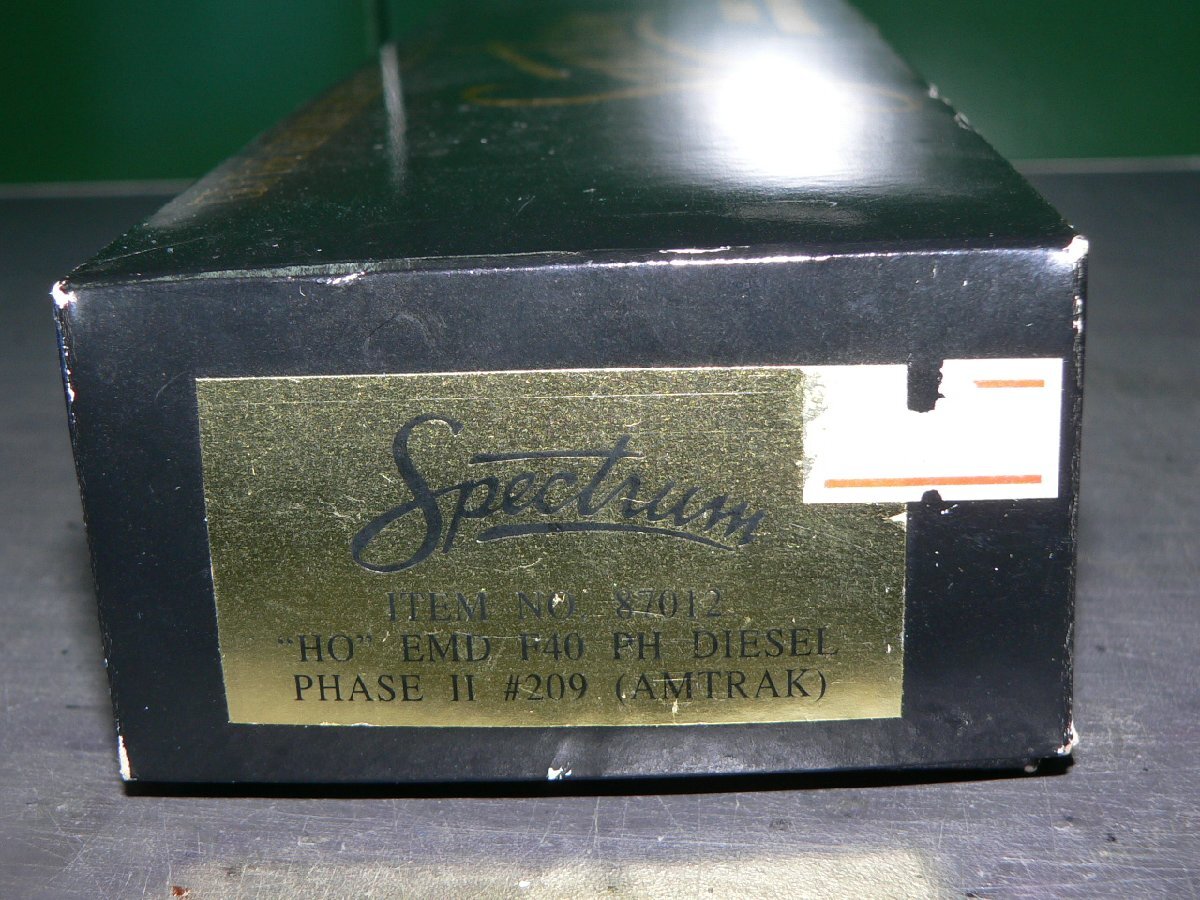 Spectrum
ITEM NO. 87012
“HO” EMD F40 PH DIESEL
PHASE II #209 (AMTRAK)